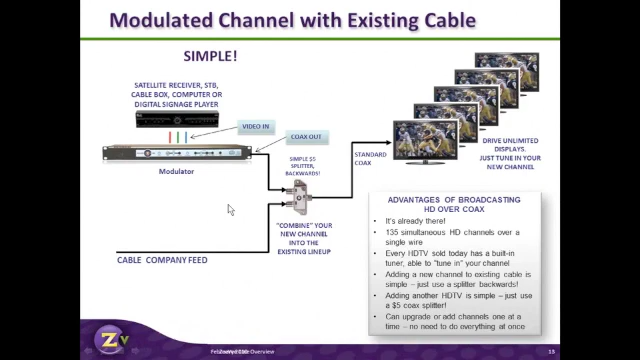 Modulated Channel with Existing Cable
SIMPLE!
SATELLITE RECEIVER, STB,
CABLE BOX, COMPUTER OR
DIGITAL SIGNAGE PLAYER
VIDEO IN
COAX OUT
Modulator
SIMPLE $5
SPLITTER,
BACKWARDS!
STANDARD
COAX
DRIVE UNLIMITED
DISPLAYS.
JUST TUNE IN YOUR
NEW CHANNEL
"COMBINE" YOUR
NEW CHANNEL
INTO THE
EXISTING LINEUP
CABLE COMPANY FEED
ADVANTAGES OF BROADCASTING
HD OVER COAX
• It's already there!
• 135 simultaneous HD channels over a
single wire
• Every HDTV sold today has a built-in
tuner, able to "tune in" your channel
• Adding a new channel to existing cable is
simple – just use a splitter backwards!
• Adding another HDTV is simple – just use
a $5 coax splitter!
• Can upgrade or add channels one at a
time – no need to do everything at once
Zv
Overview
13